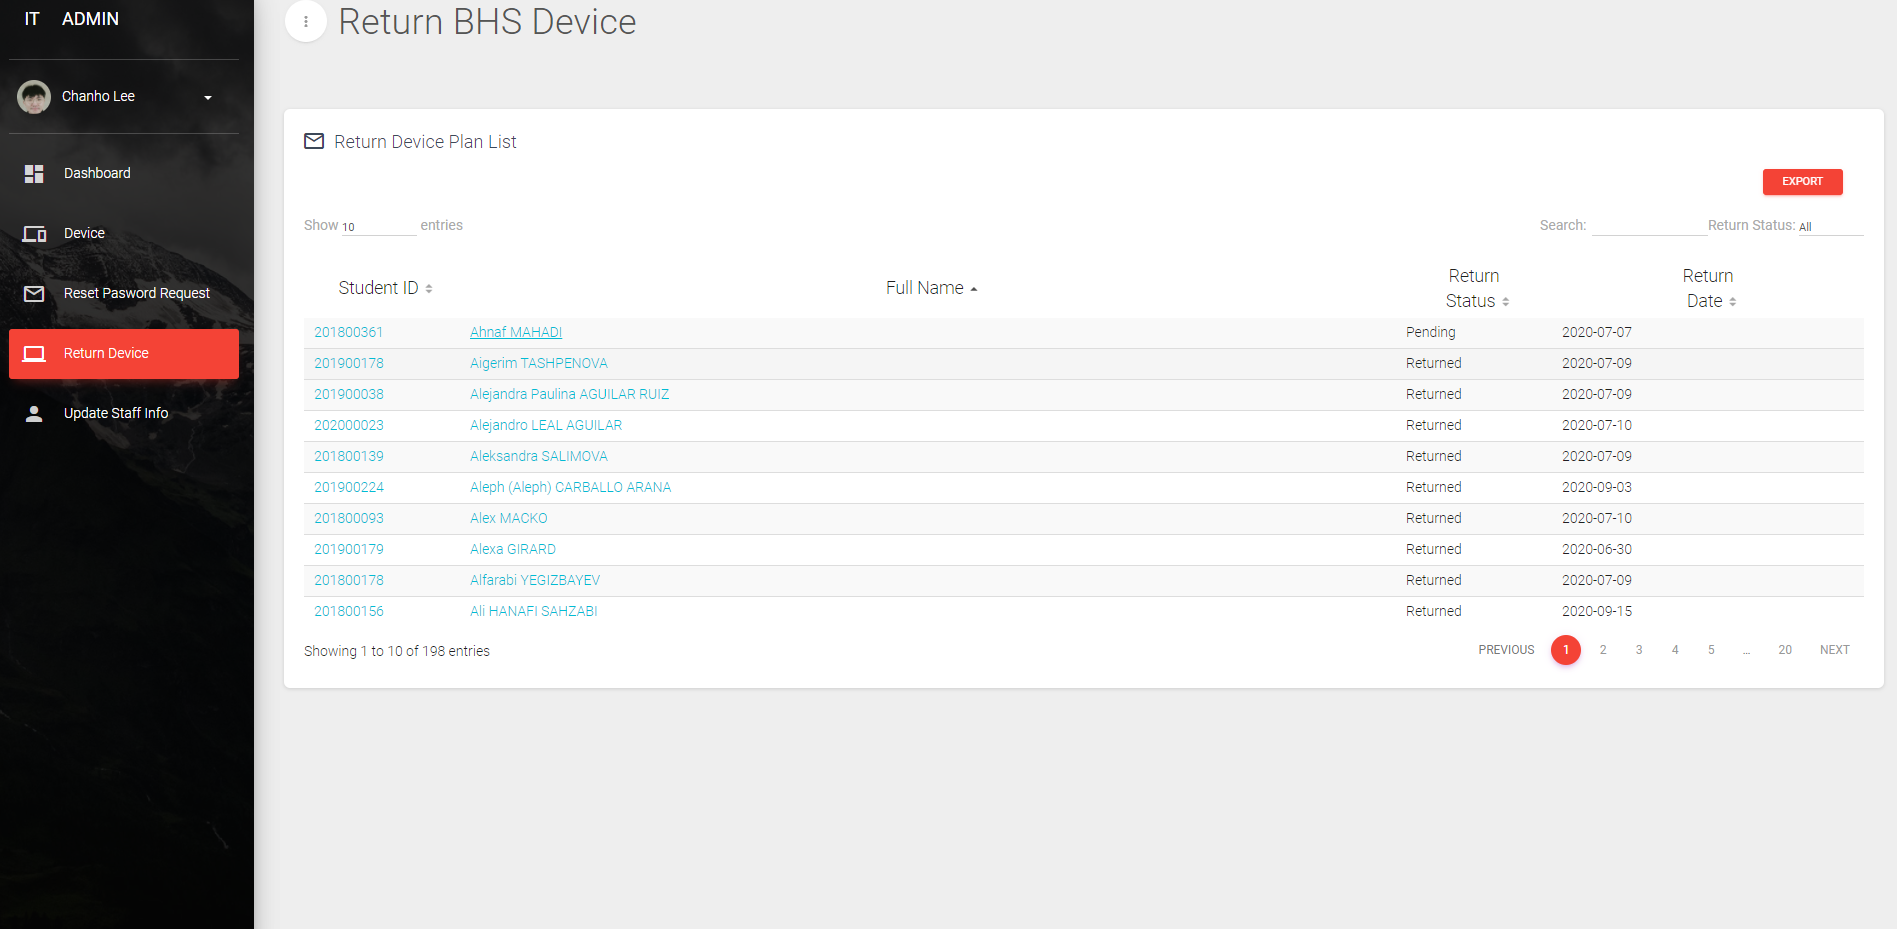 IT ADMIN
Chanho Lee
Dashboard
Device
Reset Pasword Request
Return Device
Update Staff Info
Return BHS Device
Return Device Plan List
EXPORT
Show 10 entries Search: Return Status: All
Student ID Full Name Return Status Return Date
201800361 Ahnaf MAHADI Pending 2020-07-07
201900178 Aigerim TASHPENOVA Returned 2020-07-09
201900038 Alejandra Paulina AGUILAR RUIZ Returned 2020-07-09
202000023 Alejandro LEAL AGUILAR Returned 2020-07-10
201800139 Aleksandra SALIMOVA Returned 2020-07-09
201900224 Aleph (Aleph) CARBALLO ARANA Returned 2020-09-03
201800093 Alex MACKO Returned 2020-07-10
201900179 Alexa GIRARD Returned 2020-06-30
201800178 Alfarabi YEGIZBAYEV Returned 2020-07-09
201800156 Ali HANAFI SAHZABI Returned 2020-09-15
Showing 1 to 10 of 198 entries PREVIOUS 1 2 3 4 5 … 20 NEXT